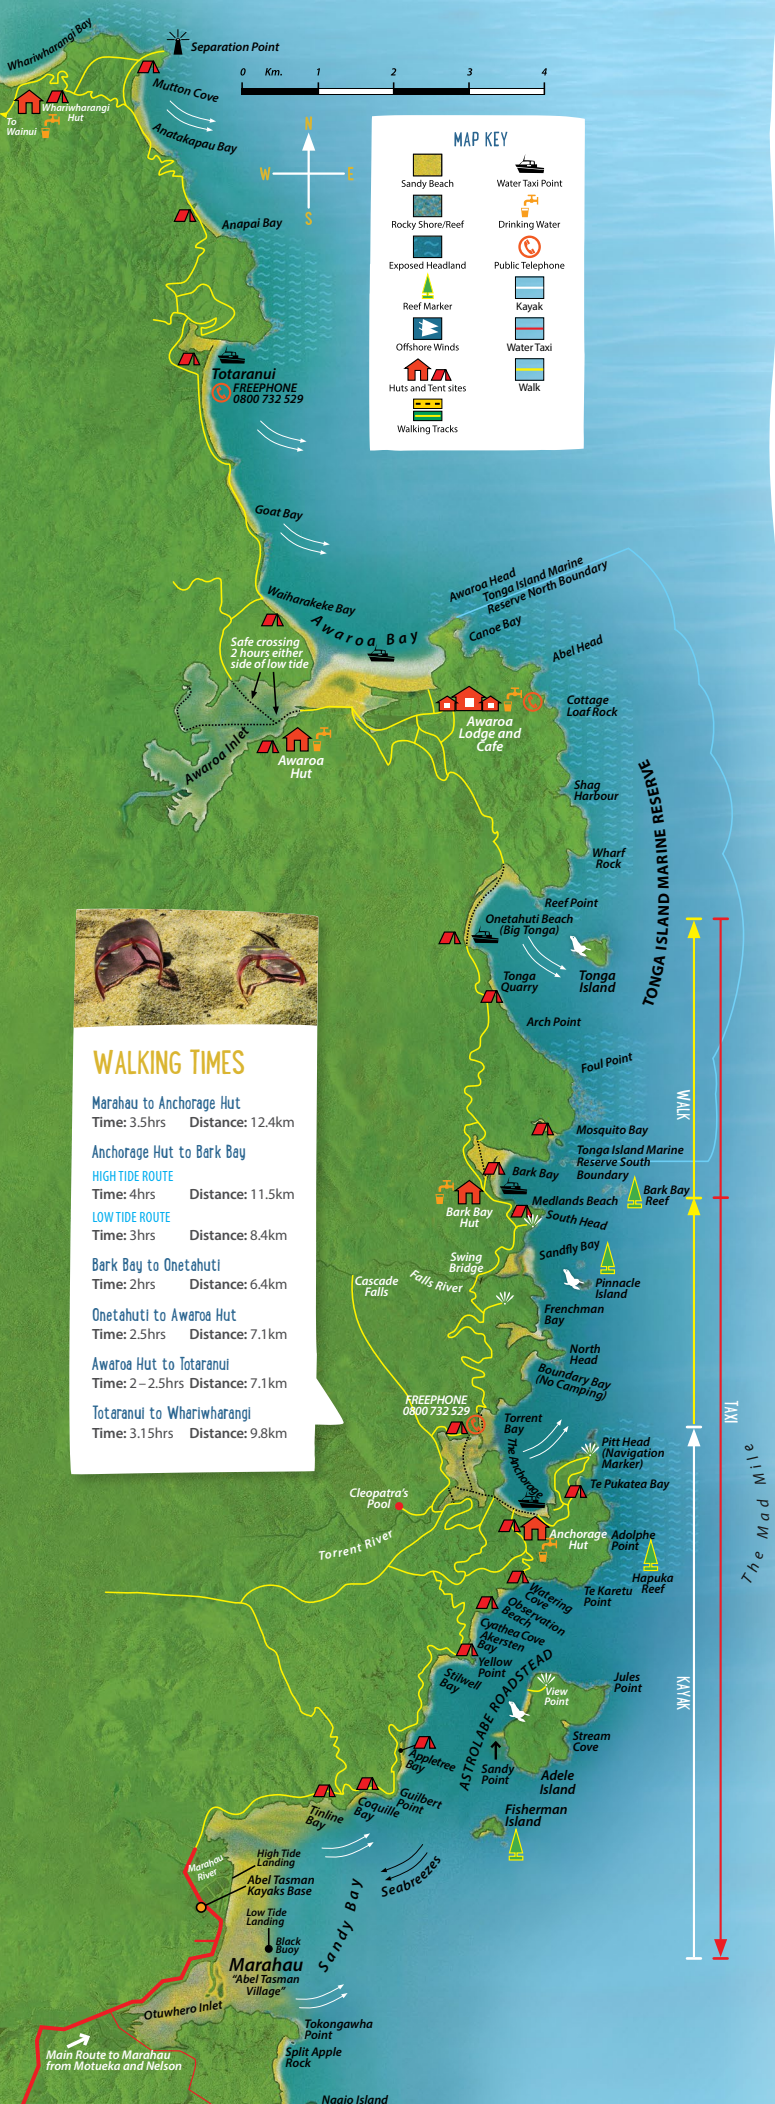 Whariwharangi Bay
Separation Point
0 Km. 1 2 3 4
Mutton Cove
Whariwharangi
Hut
To
Wainui
Anatakapau Bay
N
W E
S
Anapai Bay
MAP KEY
Sandy Beach
Water Taxi Point
Rocky Shore/Reef
Drinking Water
Exposed Headland
Public Telephone
Reef Marker
Kayak
Offshore Winds
Water Taxi
Huts and Tent sites
Walk
Walking Tracks
Totaranui
FREEPHONE
0800 732 529
Goat Bay
Waiharakeke Bay
Awaroa Bay
Awaroa Head
Tonga Island Marine
Reserve North Boundary
Canoe Bay
Abel Head
Safe crossing
2 hours either
side of low tide
Cottage
Loaf Rock
Awaroa
Lodge and
Cafe
Awaroa Inlet
Awaroa
Hut
Shag
Harbour
TONGA ISLAND MARINE RESERVE
Wharf
Rock
Reef Point
Onetahuti Beach
(Big Tonga)
Tonga
Island
Tonga
Quarry
Arch Point
Foul Point
WALK
Mosquito Bay
Tonga Island Marine
Reserve South
Boundary
Bark Bay
Bark Bay
Reef
Medlands Beach
Bark Bay
Hut
South Head
Swing
Bridge
Sandfly Bay
Cascade
Falls
Falls River
Pinnacle
Island
Frenchman
Bay
North
Head
Boundary Bay
(No Camping)
WALKING TIMES
Marahau to Anchorage Hut
Time: 3.5hrs Distance: 12.4km
Anchorage Hut to Bark Bay
HIGH TIDE ROUTE
Time: 4hrs Distance: 11.5km
LOW TIDE ROUTE
Time: 3hrs Distance: 8.4km
Bark Bay to Onetahuti
Time: 2hrs Distance: 6.4km
Onetahuti to Awaroa Hut
Time: 2.5hrs Distance: 7.1km
Awaroa Hut to Totaranui
Time: 2–2.5hrs Distance: 7.1km
Totaranui to Whariwharangi
Time: 3.15hrs Distance: 9.8km
TAXI
FREEPHONE
0800 732 529
Torrent
Bay
The Anchorage
Pitt Head
(Navigation
Marker)
Te Pukatea Bay
The Mad Mile
Cleopatra's
Pool
Torrent River
Anchorage
Hut
Adolphe
Point
Hapuka
Reef
Te Karetu
Point
Watering
Cove
Observation
Beach
Cyathea Cove
Akersten
Bay
Yellow
Point
Stilwell
Bay
ASTROLABE ROADSTEAD
KAYAK
Jules
Point
View
Point
Stream
Cove
Sandy
Point
Adele
Island
Appletree
Bay
Guilbert
Point
Coquille
Bay
Tinline
Bay
Fisherman
Island
Marahau
River
High Tide
Landing
Abel Tasman
Kayaks Base
Seabreezes
Low Tide
Landing
Black
Buoy
Sandy Bay
Marahau
"Abel Tasman
Village"
Otuwhero Inlet
Tokongawha
Point
Main Route to Marahau
from Motueka and Nelson
Split Apple
Rock
Ngaio Island